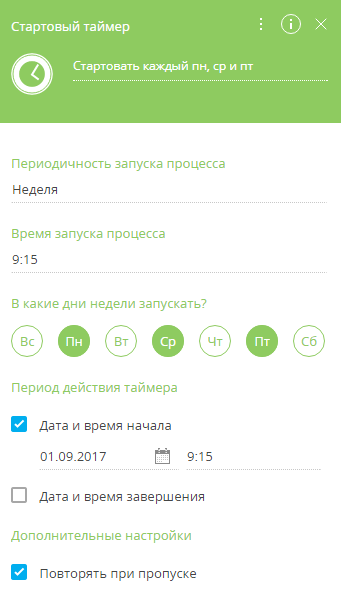 Стартовый таймер
Стартовать каждый пн, ср и пт
Периодичность запуска процесса
Неделя
Время запуска процесса
9:15
В какие дни недели запускать?
Вс Пн Вт Ср Чт Пт Сб
Период действия таймера
Дата и время начала
01.09.2017 9:15
Дата и время завершения
Дополнительные настройки
Повторять при пропуске